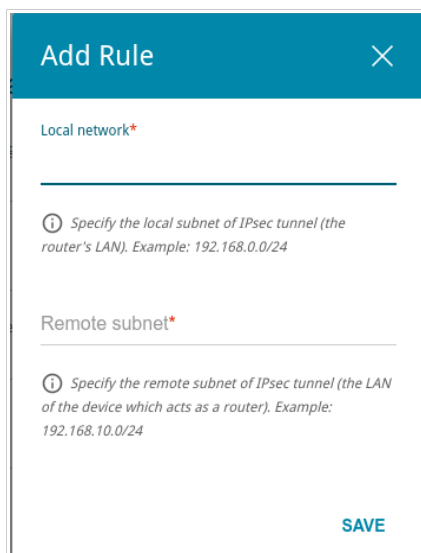 Add Rule
Local network*
Specify the local subnet of IPsec tunnel (the
router's LAN). Example: 192.168.0.0/24
Remote subnet*
Specify the remote subnet of IPsec tunnel (the LAN
of the device which acts as a router). Example:
192.168.10.0/24
SAVE